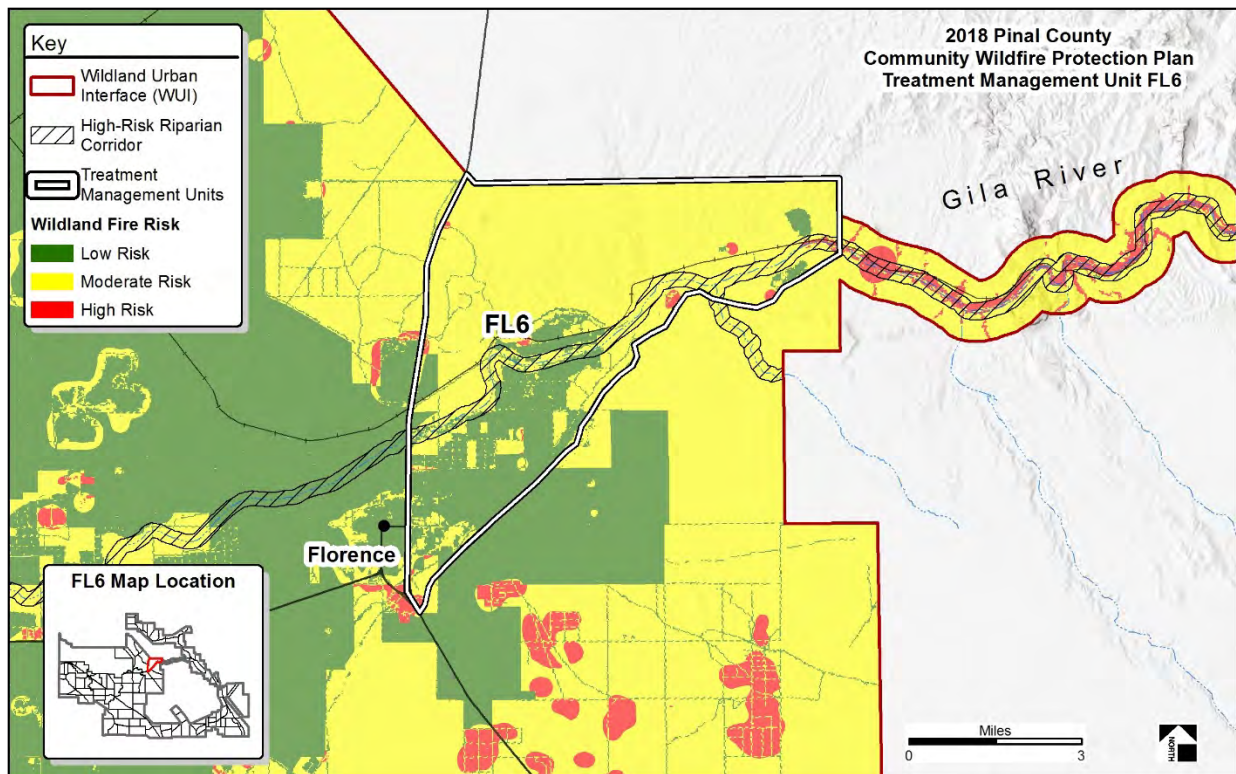 Key
Wildland Urban
Interface (WUI)
High-Risk Riparian
Corridor
Treatment
Management Units
Wildland Fire Risk
Low Risk
Moderate Risk
High Risk
2018 Pinal County
Community Wildfire Protection Plan
Treatment Management Unit FL6
Gila River
FL6
Florence
FL6 Map Location
Miles
0 3
NORTH